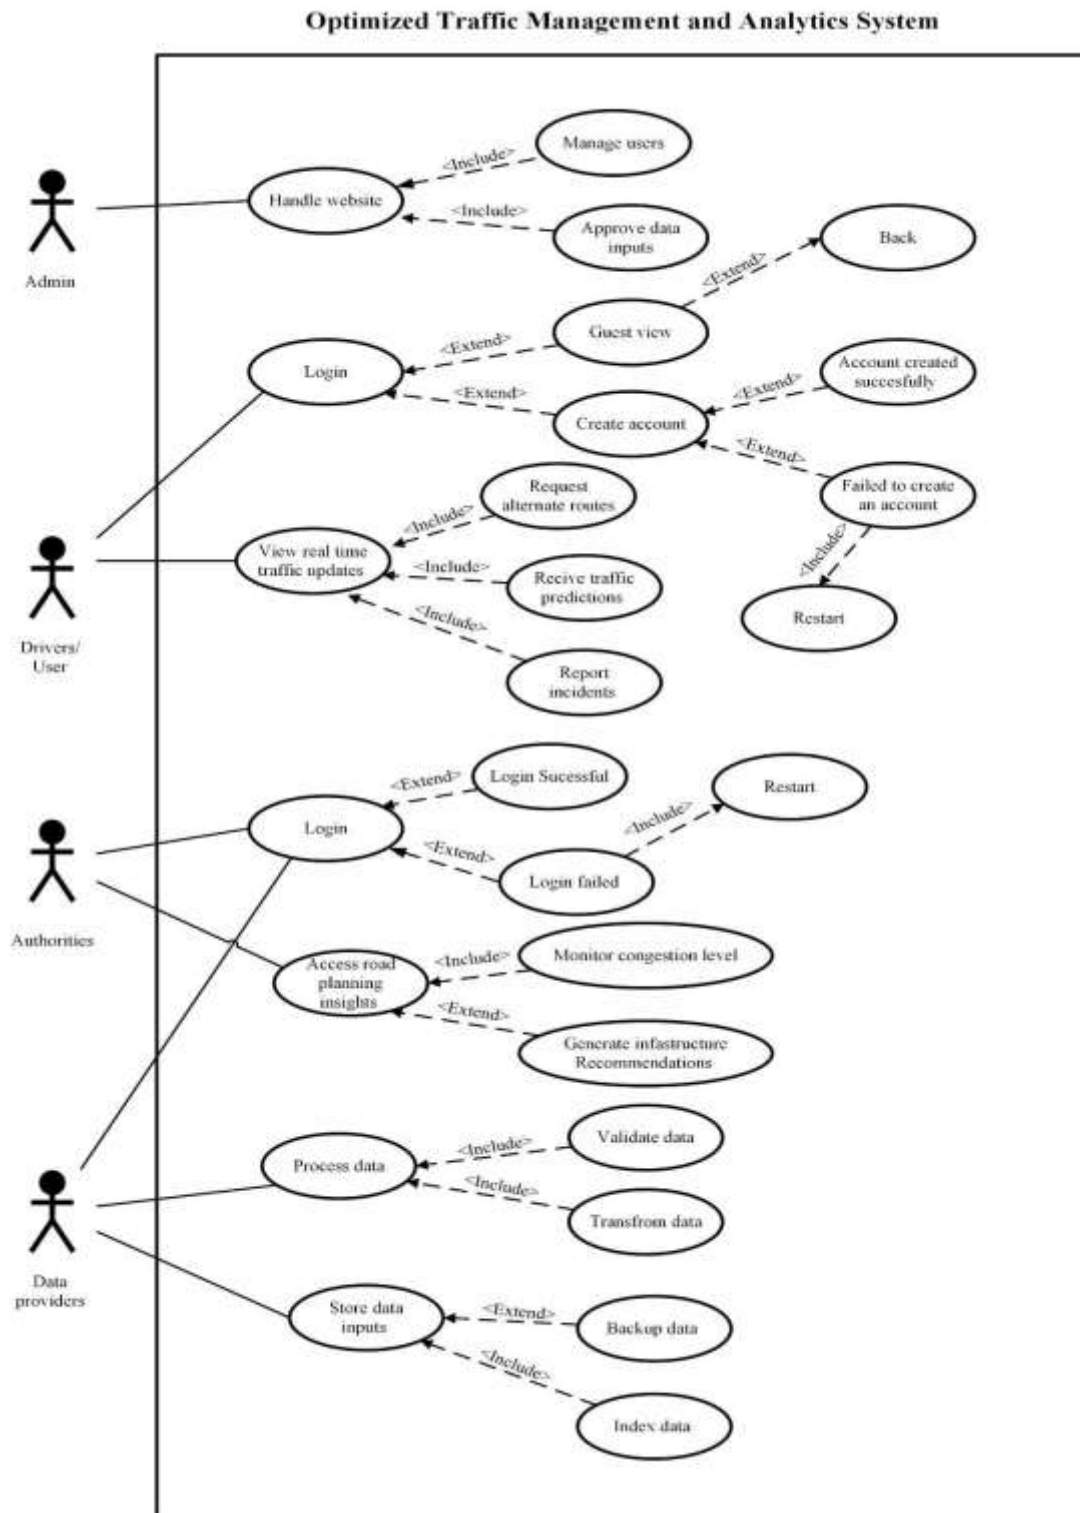 Optimized Traffic Management and Analytics System
Manage users
<Include>
Handle website
<Include>
Approve data
inputs
Admin
Back
<Extend>
Guest view
<Extend>
Login
<Extend>
Create account
Account created
succesfully
<Extend>
<Extend>
Failed to create
an account
<Include>
Restart
Request
alternate routes
<Include>
View real time
traffic updates
<Include>
Recive traffic
predictions
<Include>
Report
incidents
Drivers/
User
Login Sucessful
<Extend>
Login
<Extend>
Login failed
<Include>
Restart
Authorities
Access road
planning
insights
<Include>
Monitor congestion level
<Extend>
Generate infastructure
Recommendations
Validate data
<Include>
Process data
<Include>
Transfrom data
Data
providers
Store data
inputs
<Extend>
Backup data
<Include>
Index data